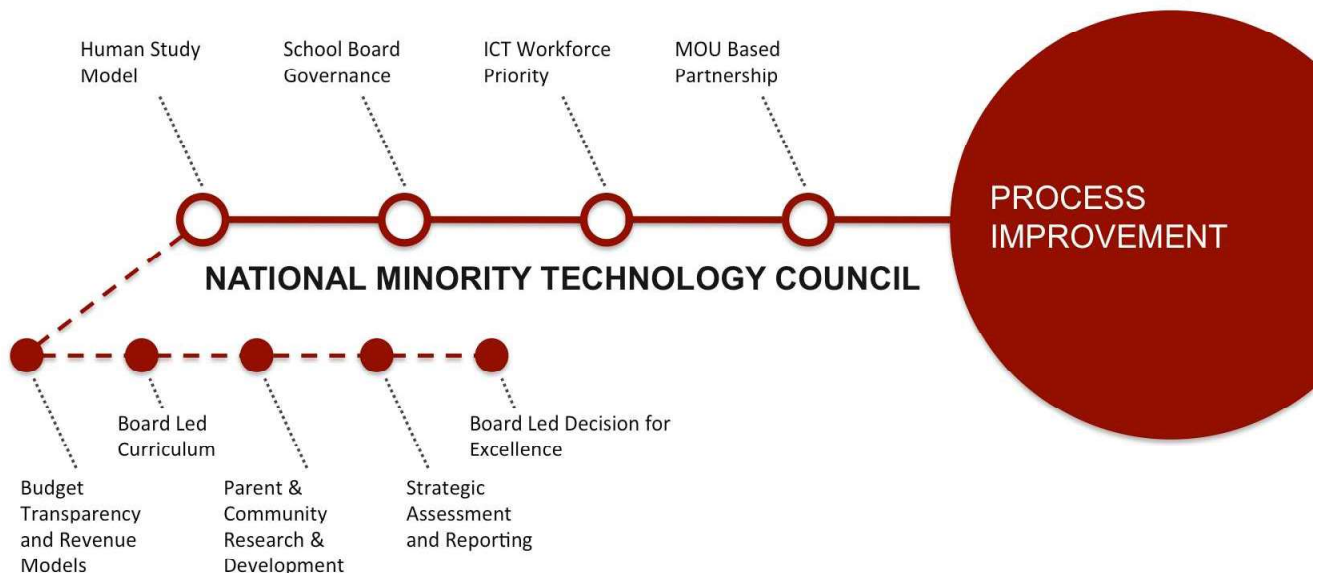 Human Study
Model
School Board
Governance
ICT Workforce
Priority
MOU Based
Partnership
PROCESS
IMPROVEMENT
NATIONAL MINORITY TECHNOLOGY COUNCIL
Board Led
Curriculum
Board Led Decision for
Excellence
Budget
Transparency
and Revenue
Models
Parent &
Community
Research &
Development
Strategic
Assessment
and Reporting